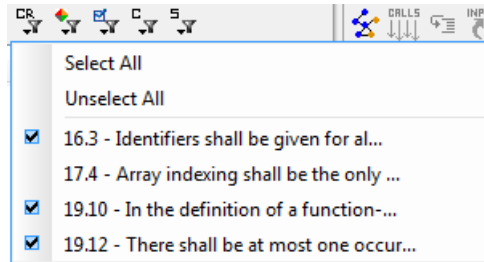 CR C 5 CALLS INP
Select All
Unselect All
16.3 - Identifiers shall be given for al...
17.4 - Array indexing shall be the only ...
19.10 - In the definition of a function-...
19.12 - There shall be at most one occur...